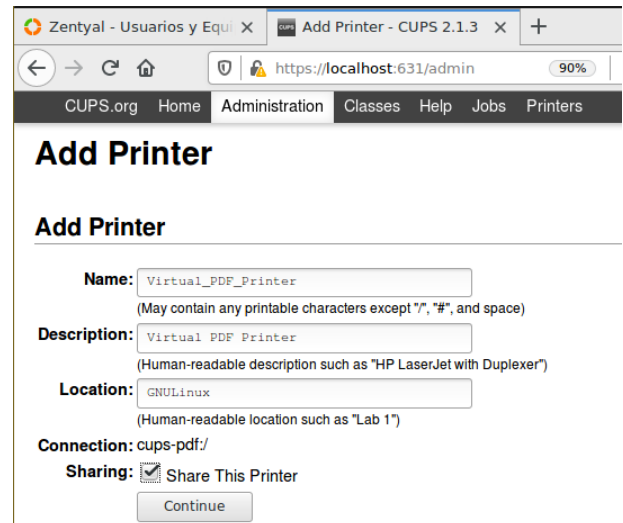 Zentyal - Usuarios y Equi
Add Printer - CUPS 2.1.3
https://localhost:631/admin
90%
CUPS.org Home Administration Classes Help Jobs Printers
Add Printer
Add Printer
Name: Virtual_PDF_Printer
(May contain any printable characters except "/", "#", and space)
Description: Virtual PDF Printer
(Human-readable description such as "HP LaserJet with Duplexer")
Location: GNULinux
(Human-readable location such as "Lab 1")
Connection: cups-pdf:/
Sharing: Share This Printer
Continue